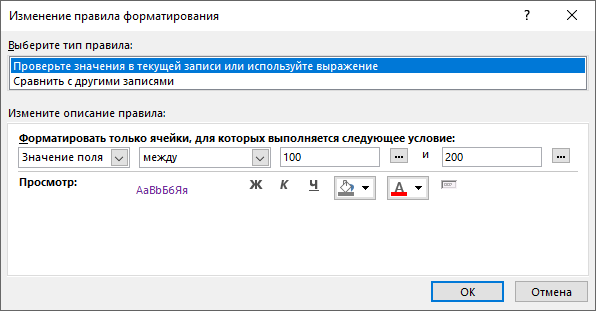 Изменение правила форматирования
? ×
Выберите тип правила:
Проверьте значения в текущей записи или используйте выражение
Сравнить с другими записями
Измените описание правила:
Форматировать только ячейки, для которых выполняется следующее условие:
Значение поля между 100 ... и 200 ...
Просмотр: АаВbБбЯя Ж К Ч А
ОК Отмена